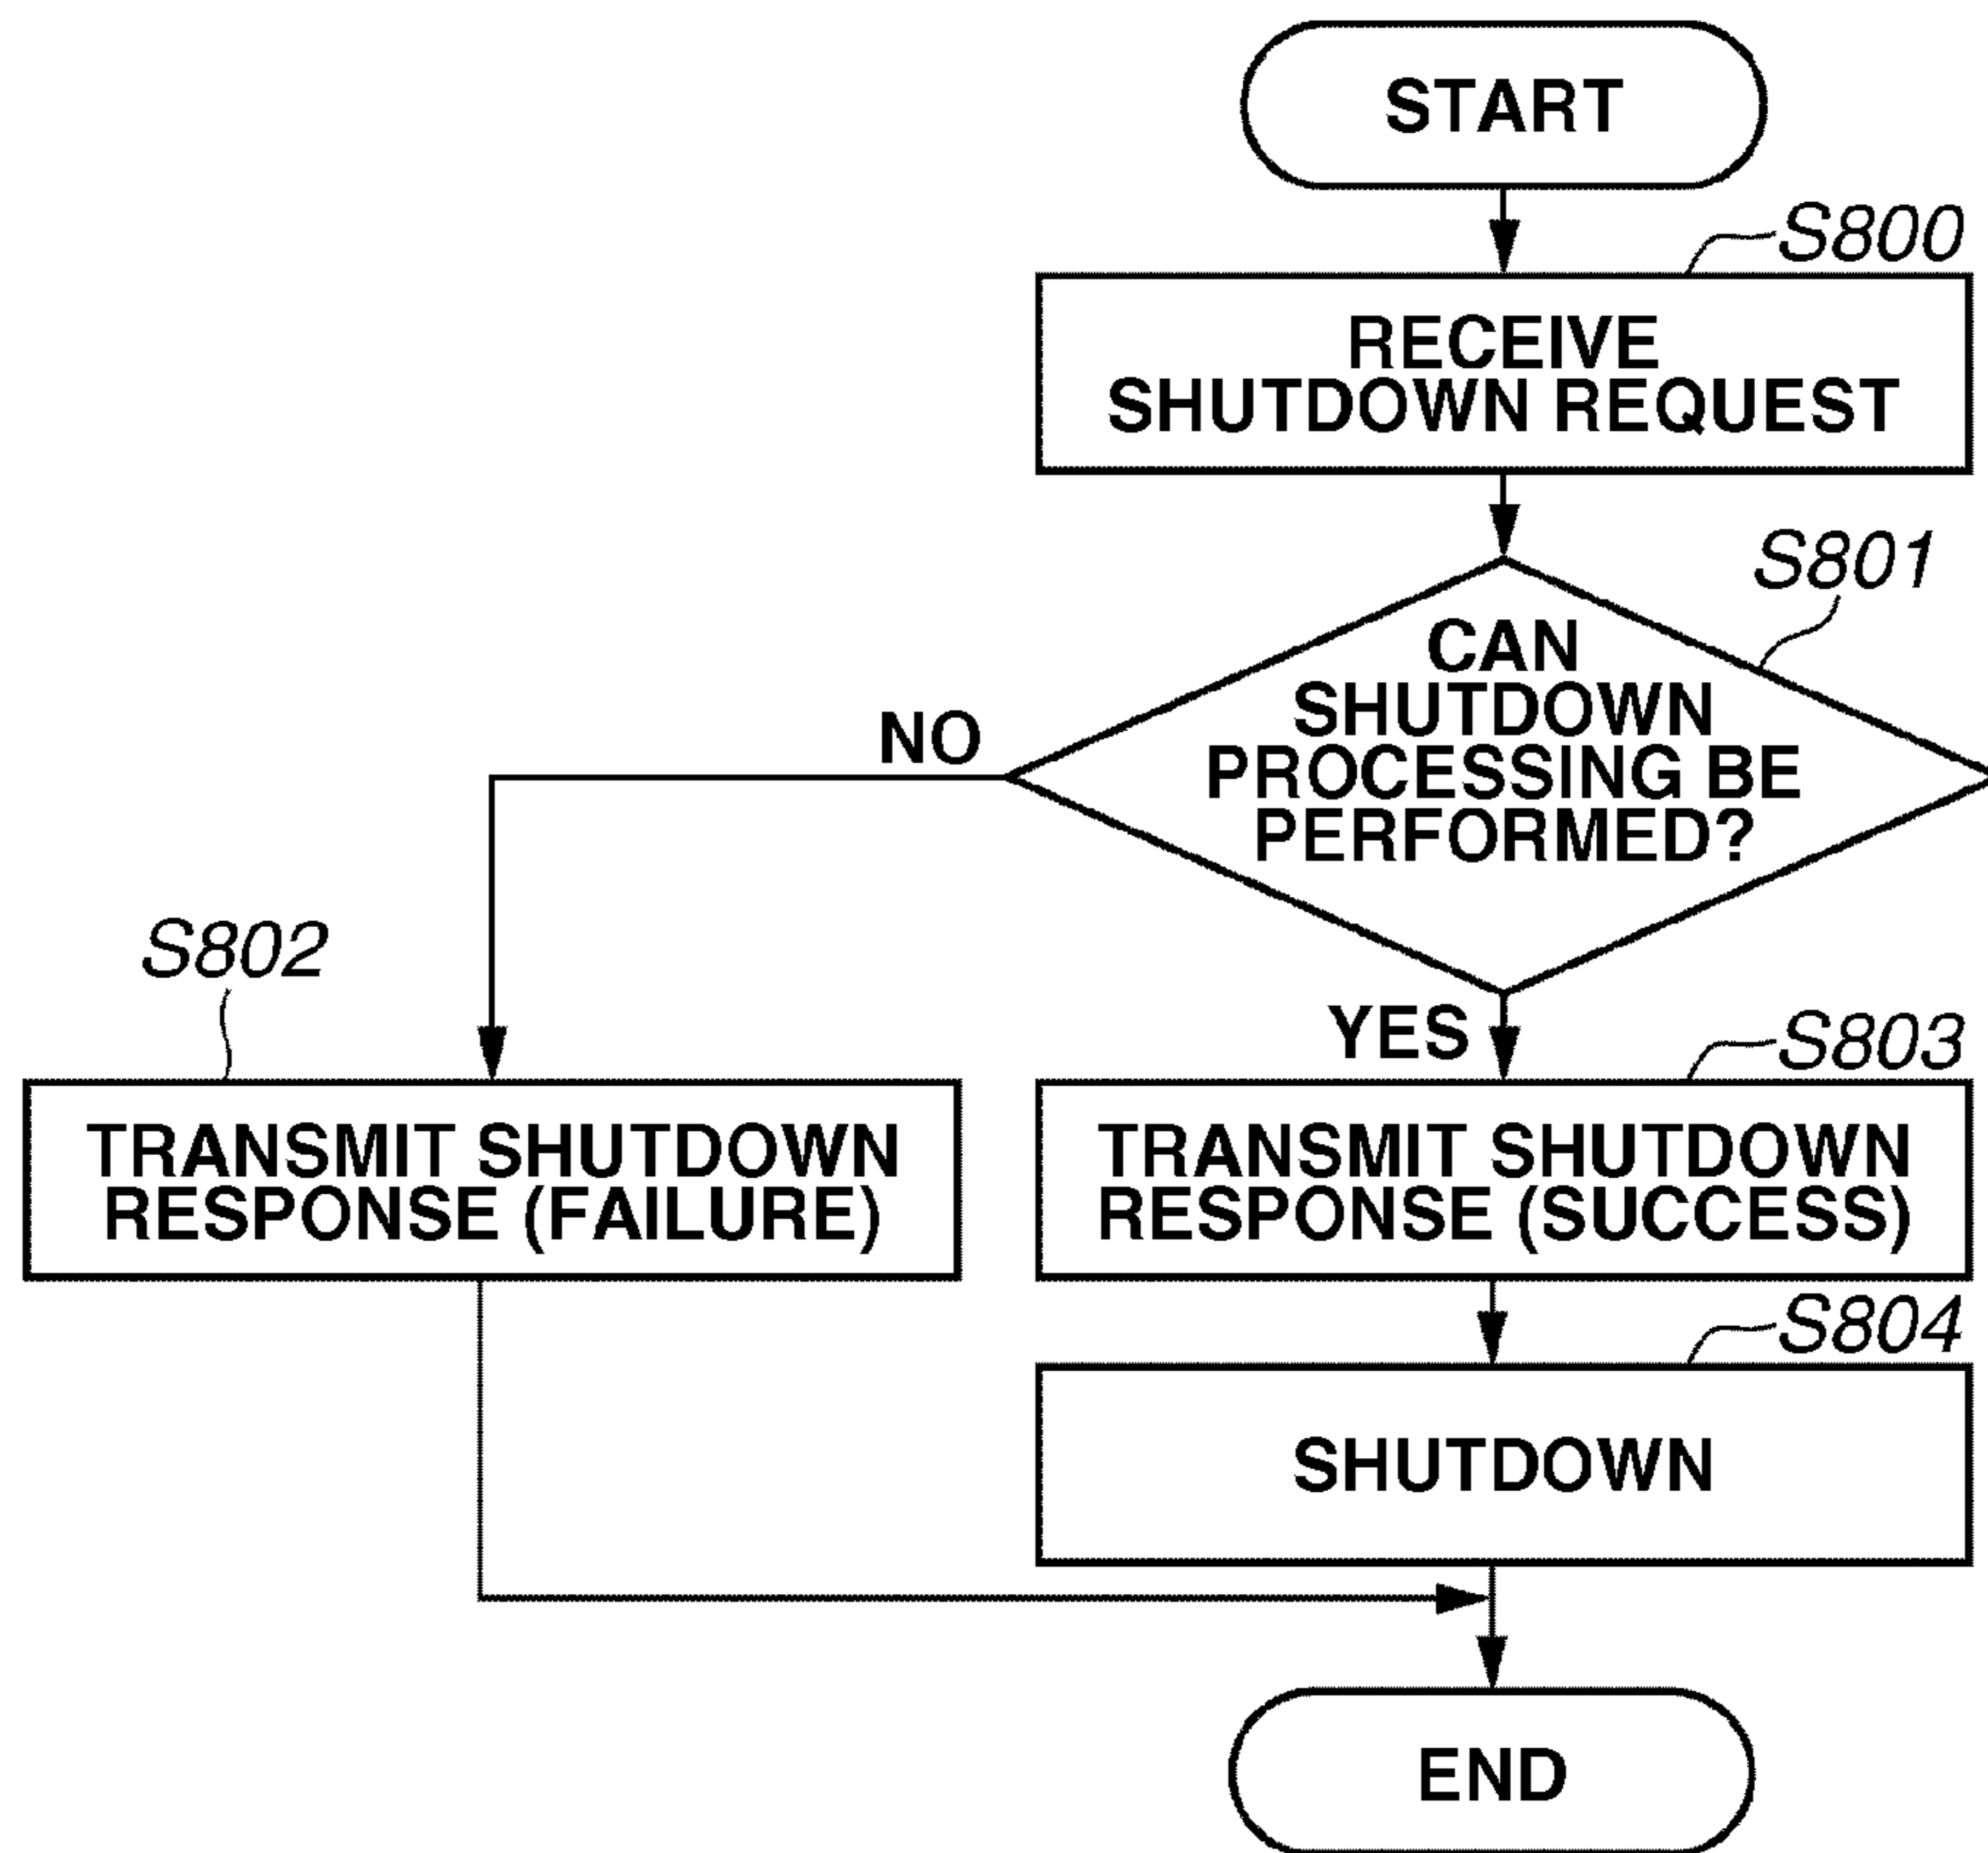 START
S800
RECEIVE
SHUTDOWN REQUEST
S801
CAN
SHUTDOWN
PROCESSING BE
PERFORMED?
NO
YES
S802
TRANSMIT SHUTDOWN
RESPONSE (FAILURE)
S803
TRANSMIT SHUTDOWN
RESPONSE (SUCCESS)
S804
SHUTDOWN
END